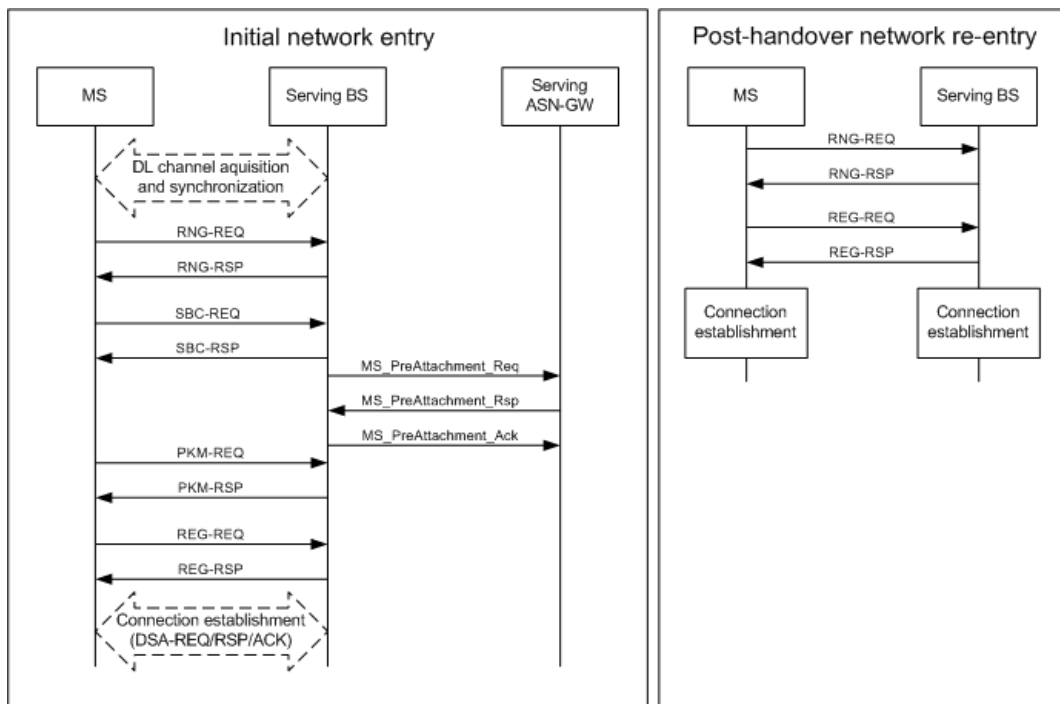 Initial network entry
MS
Serving BS
Serving
ASN-GW
DL channel aquisition
and synchronization
RNG-REQ
RNG-RSP
SBC-REQ
SBC-RSP
MS_PreAttachment_Req
MS_PreAttachment_Rsp
MS_PreAttachment_Ack
PKM-REQ
PKM-RSP
REG-REQ
REG-RSP
Connection establishment
(DSA-REQ/RSP/ACK)
Post-handover network re-entry
MS
Serving BS
RNG-REQ
RNG-RSP
REG-REQ
REG-RSP
Connection
establishment
Connection
establishment